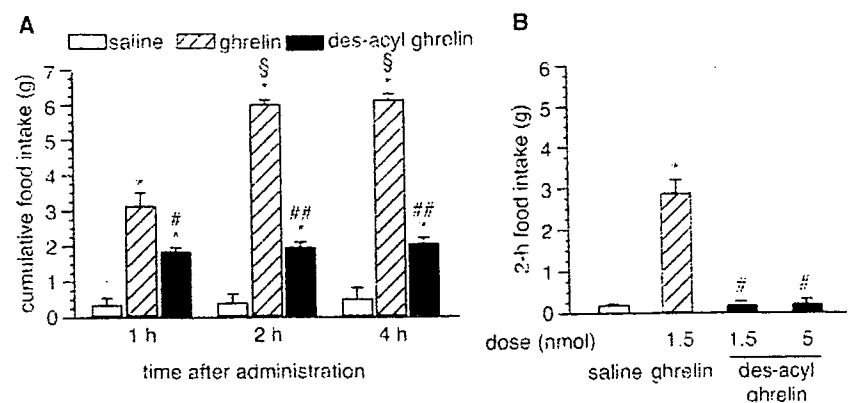 A
saline ghrelin des-acyl ghrelin
cumulative food intake (g)
7
6
5
4
3
2
1
0
§
*
§
*
*
#
*
##
*
##
*
1 h 2 h 4 h
time after administration
B
2-h food intake (g)
6
5
4
3
2
1
0
*
#
#
dose (nmol) 1.5 1.5 5
saline ghrelin des-acyl
ghrelin